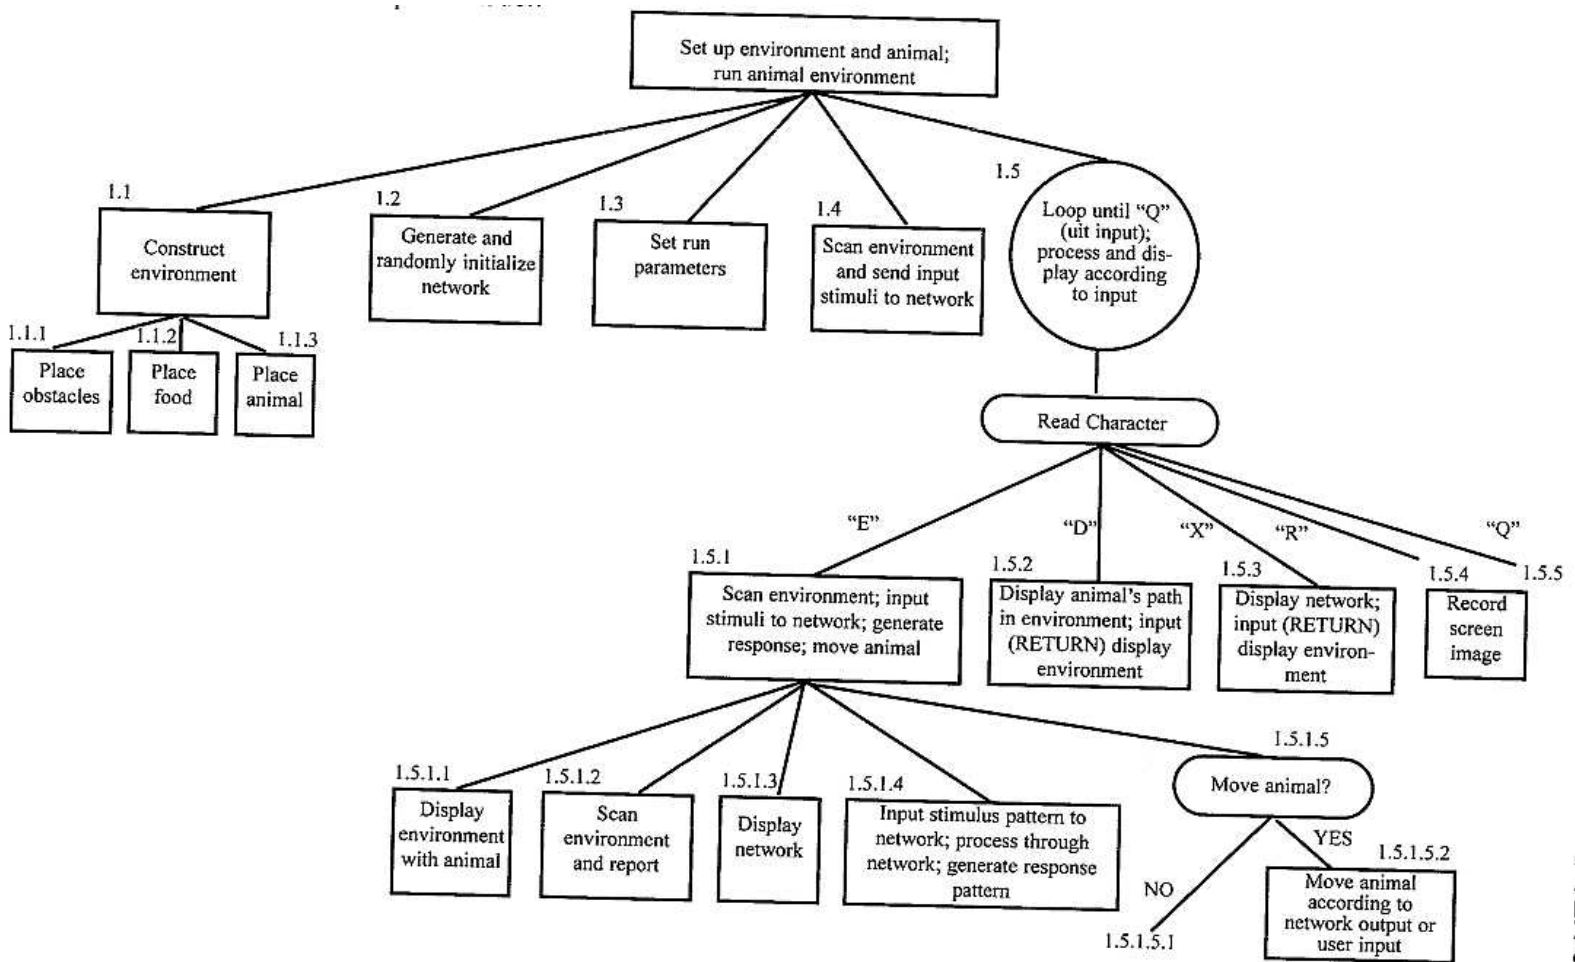 Set up environment and animal;
run animal environment
1.1
Construct
environment
1.2
Generate and
randomly initialize
network
1.3
Set run
parameters
1.4
Scan environment
and send input
stimuli to network
1.5
Loop until “Q”
(uit input);
process and dis-
play according
to input
1.1.1
Place
obstacles
1.1.2
Place
food
1.1.3
Place
animal
Read Character
“E”
“D”
“X”
“R”
“Q”
1.5.1
Scan environment; input
stimuli to network; generate
response; move animal
1.5.2
Display animal’s path
in environment; input
(RETURN) display
environment
1.5.3
Display network;
input (RETURN)
display environ-
ment
1.5.4
Record
screen
image
1.5.5
1.5.1.1
Display
environment
with animal
1.5.1.2
Scan
environment
and report
1.5.1.3
Display
network
1.5.1.4
Input stimulus pattern to
network; process through
network; generate response
pattern
1.5.1.5
Move animal?
NO
1.5.1.5.1
YES
1.5.1.5.2
Move animal
according to
network output or
user input